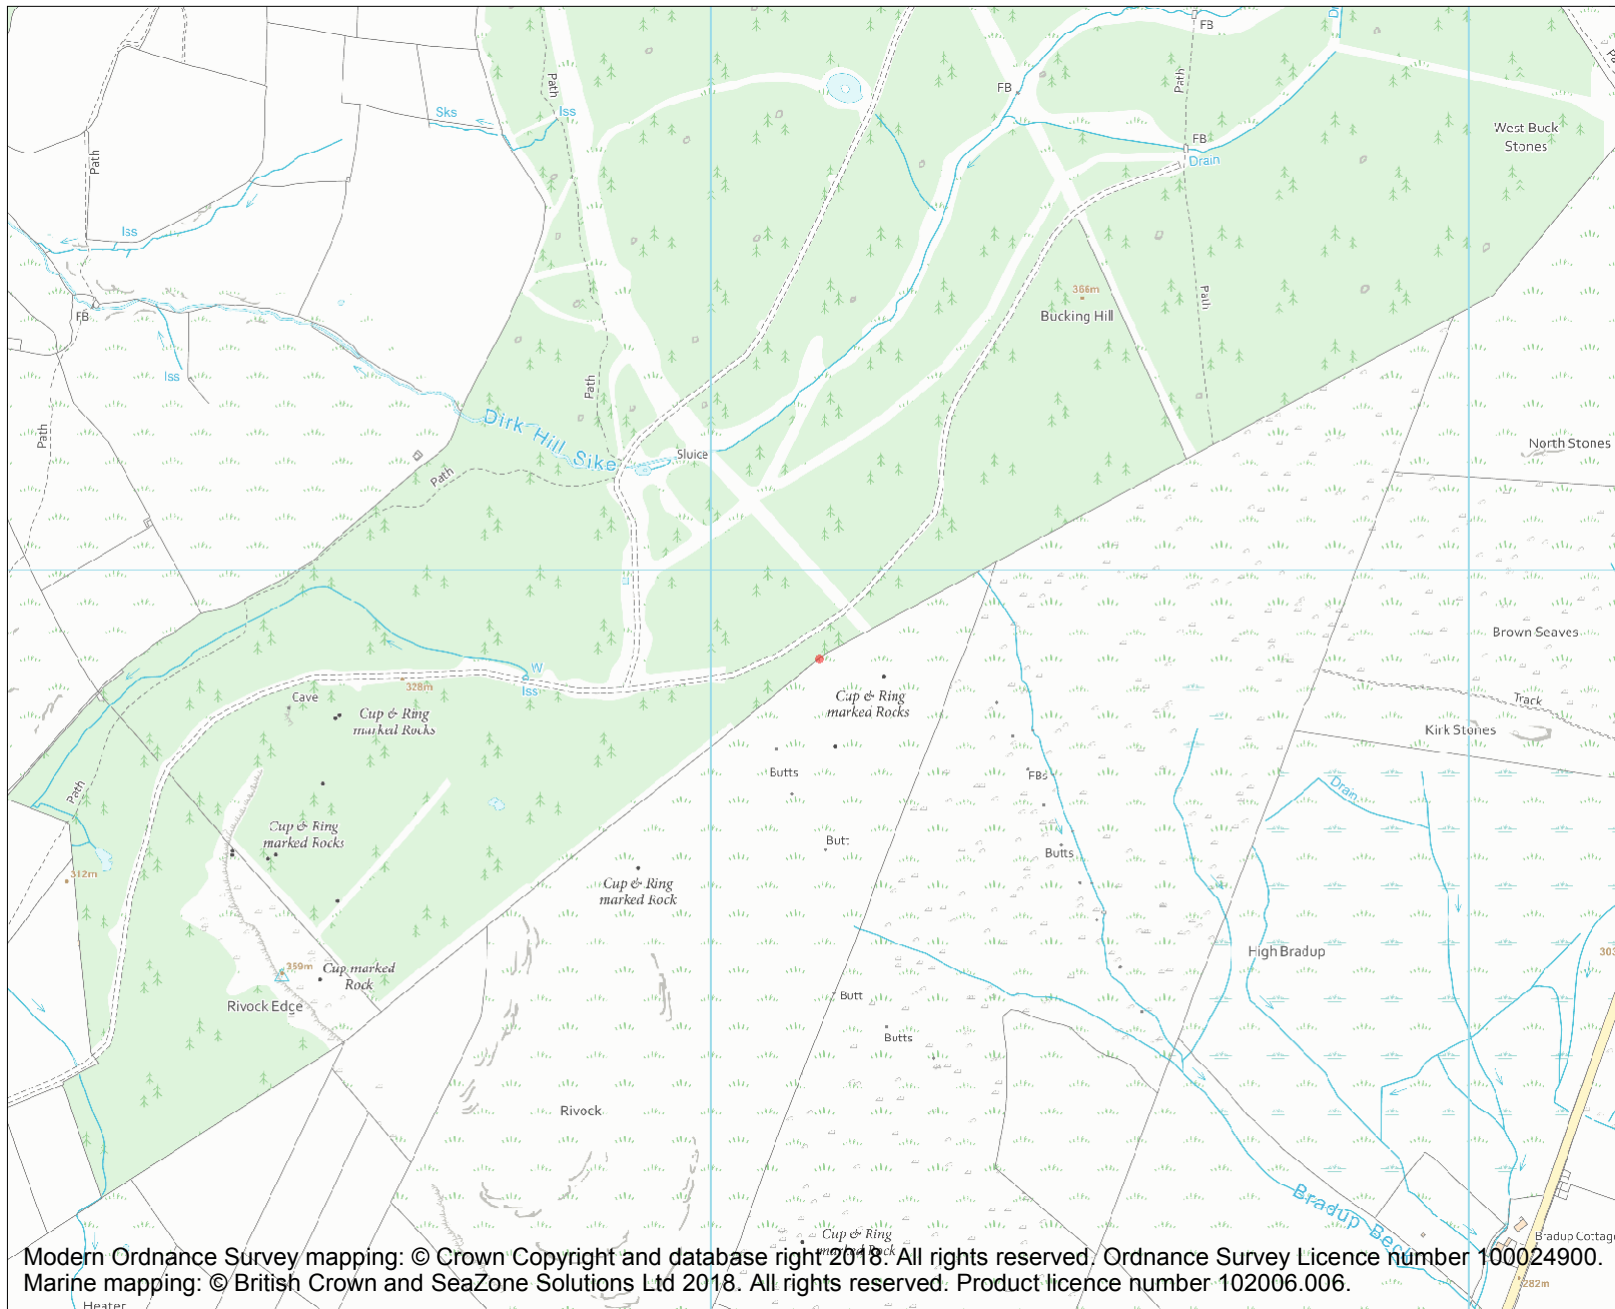 FB
D
Path
FB
Path
Sks
Iss
West Buck
Stones
Path
FB
Drain
Iss
366m
Bucking Hill
Path
FB
Iss
Path
Path
Dirk Hill Sike
Sluice
Path
North Stones
Brown Seaves
W
Iss
328m
Cave
Cup & Ring
marked Rocks
Cup & Ring
marked Rocks
Track
Kirk Stones
Butts
FBs
Drain
Path
Cup & Ring
marked Rocks
Butt
Butts
312m
Cup & Ring
marked Rock
High Bradup
303
359m
Cup marked
Rock
Rivock Edge
Butt
Butts
Rivock
Bradup Beck
Cup & Ring
marked Rock
Bradup Cottage
Modern Ordnance Survey mapping: © Crown Copyright and database right 2018. All rights reserved. Ordnance Survey Licence number 100024900.
Marine mapping: © British Crown and SeaZone Solutions Ltd 2018. All rights reserved. Product licence number 102006.006.
282m
Heater